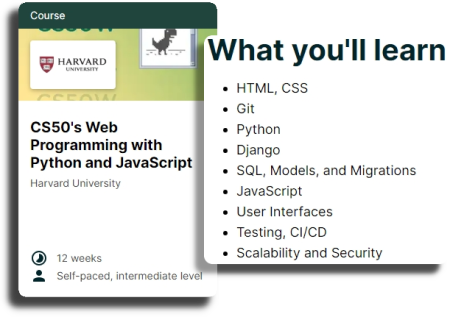 Course
CS50W
HARVARD
UNIVERSITY
CS50W
CS50's Web
Programming with
Python and JavaScript
Harvard University
12 weeks
Self-paced, intermediate level
What you'll learn
• HTML, CSS
• Git
• Python
• Django
• SQL, Models, and Migrations
• JavaScript
• User Interfaces
• Testing, CI/CD
• Scalability and Security